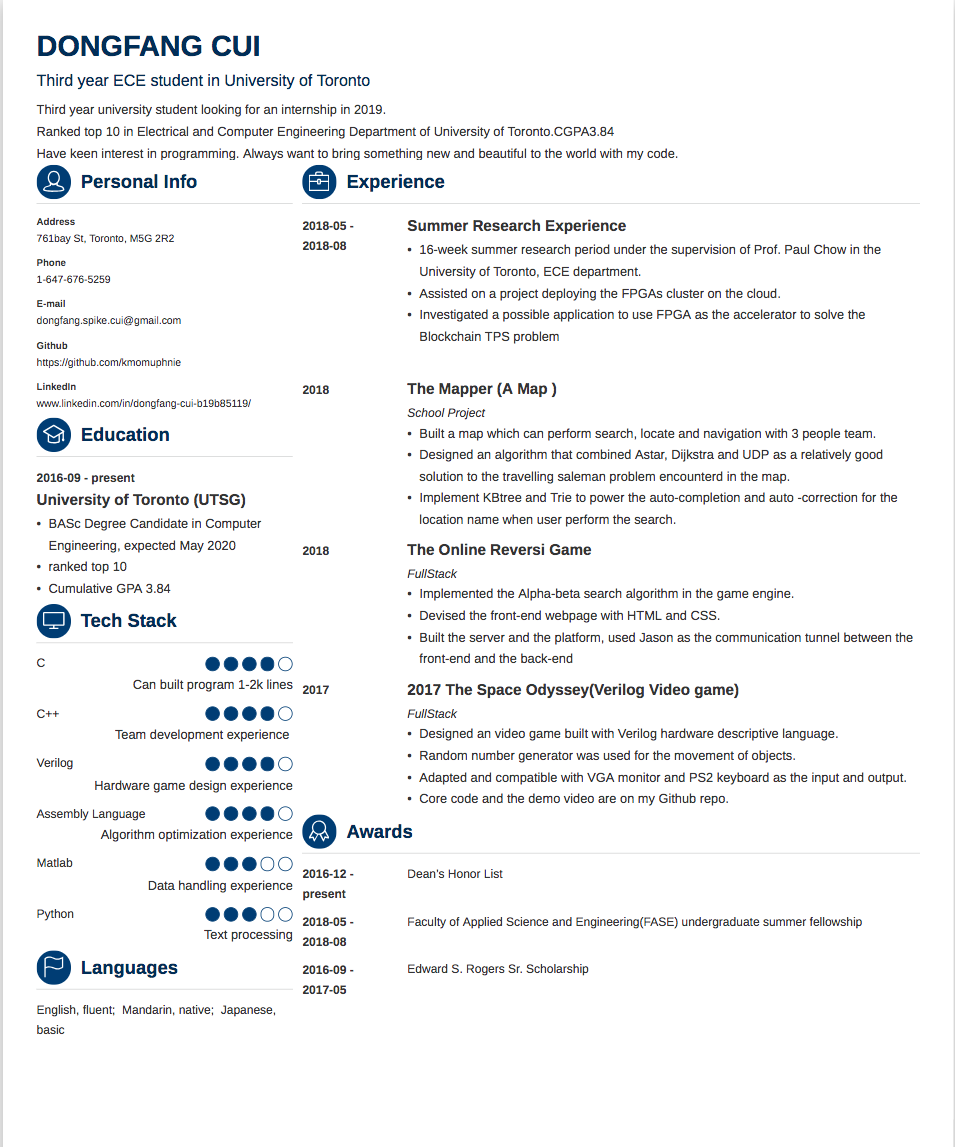 DONGFANG CUI
Third year ECE student in University of Toronto
Third year university student looking for an internship in 2019.
Ranked top 10 in Electrical and Computer Engineering Department of University of Toronto.CGPA3.84
Have keen interest in programming. Always want to bring something new and beautiful to the world with my code.
Personal Info
Address
761bay St, Toronto, M5G 2R2
Phone
1-647-676-5259
E-mail
dongfang.spike.cui@gmail.com
Github
https://github.com/kmomuphnie
LinkedIn
www.linkedin.com/in/dongfang-cui-b19b85119/
Education
2016-09 - present
University of Toronto (UTSG)
• BASc Degree Candidate in Computer
Engineering, expected May 2020
• ranked top 10
• Cumulative GPA 3.84
Tech Stack
C
Can built program 1-2k lines
C++
Team development experience
Verilog
Hardware game design experience
Assembly Language
Algorithm optimization experience
Matlab
Data handling experience
Python
Text processing
Languages
English, fluent;  Mandarin, native;  Japanese,
basic
Experience
2018-05 -
2018-08
Summer Research Experience
• 16-week summer research period under the supervision of Prof. Paul Chow in the
University of Toronto, ECE department.
• Assisted on a project deploying the FPGAs cluster on the cloud.
• Investigated a possible application to use FPGA as the accelerator to solve the
Blockchain TPS problem
2018
The Mapper (A Map )
School Project
• Built a map which can perform search, locate and navigation with 3 people team.
• Designed an algorithm that combined Astar, Dijkstra and UDP as a relatively good
solution to the travelling saleman problem encounterd in the map.
• Implement KBtree and Trie to power the auto-completion and auto -correction for the
location name when user perform the search.
2018
The Online Reversi Game
FullStack
• Implemented the Alpha-beta search algorithm in the game engine.
• Devised the front-end webpage with HTML and CSS.
• Built the server and the platform, used Jason as the communication tunnel between the
front-end and the back-end
2017
2017 The Space Odyssey(Verilog Video game)
FullStack
• Designed an video game built with Verilog hardware descriptive language.
• Random number generator was used for the movement of objects.
• Adapted and compatible with VGA monitor and PS2 keyboard as the input and output.
• Core code and the demo video are on my Github repo.
Awards
2016-12 -
present
Dean's Honor List
2018-05 -
2018-08
Faculty of Applied Science and Engineering(FASE) undergraduate summer fellowship
2016-09 -
2017-05
Edward S. Rogers Sr. Scholarship